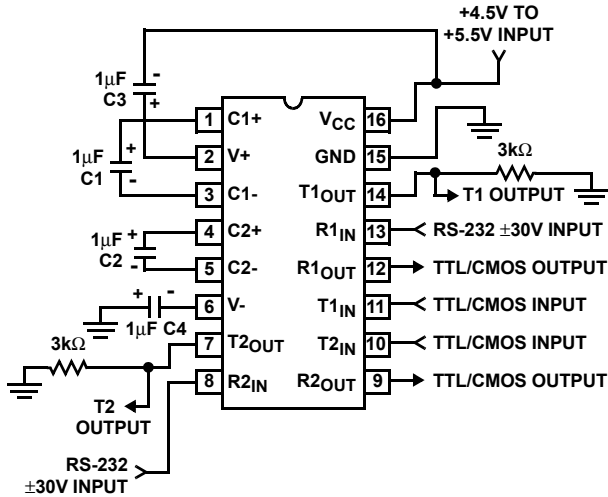 +4.5V TO
+5.5V INPUT
1µF
C3
-
+
1 C1+
VCC 16
1µF
C1
+
-
2 V+
GND 15
3kΩ
3 C1-
T1OUT 14
T1 OUTPUT
4 C2+
R1IN 13
RS-232 ±30V INPUT
1µF
C2
+
-
5 C2-
R1OUT 12
TTL/CMOS OUTPUT
+ -
1µF C4
6 V-
T1IN 11
TTL/CMOS INPUT
3kΩ
7 T2OUT
T2IN 10
TTL/CMOS INPUT
8 R2IN
R2OUT 9
TTL/CMOS OUTPUT
T2
OUTPUT
RS-232
±30V INPUT